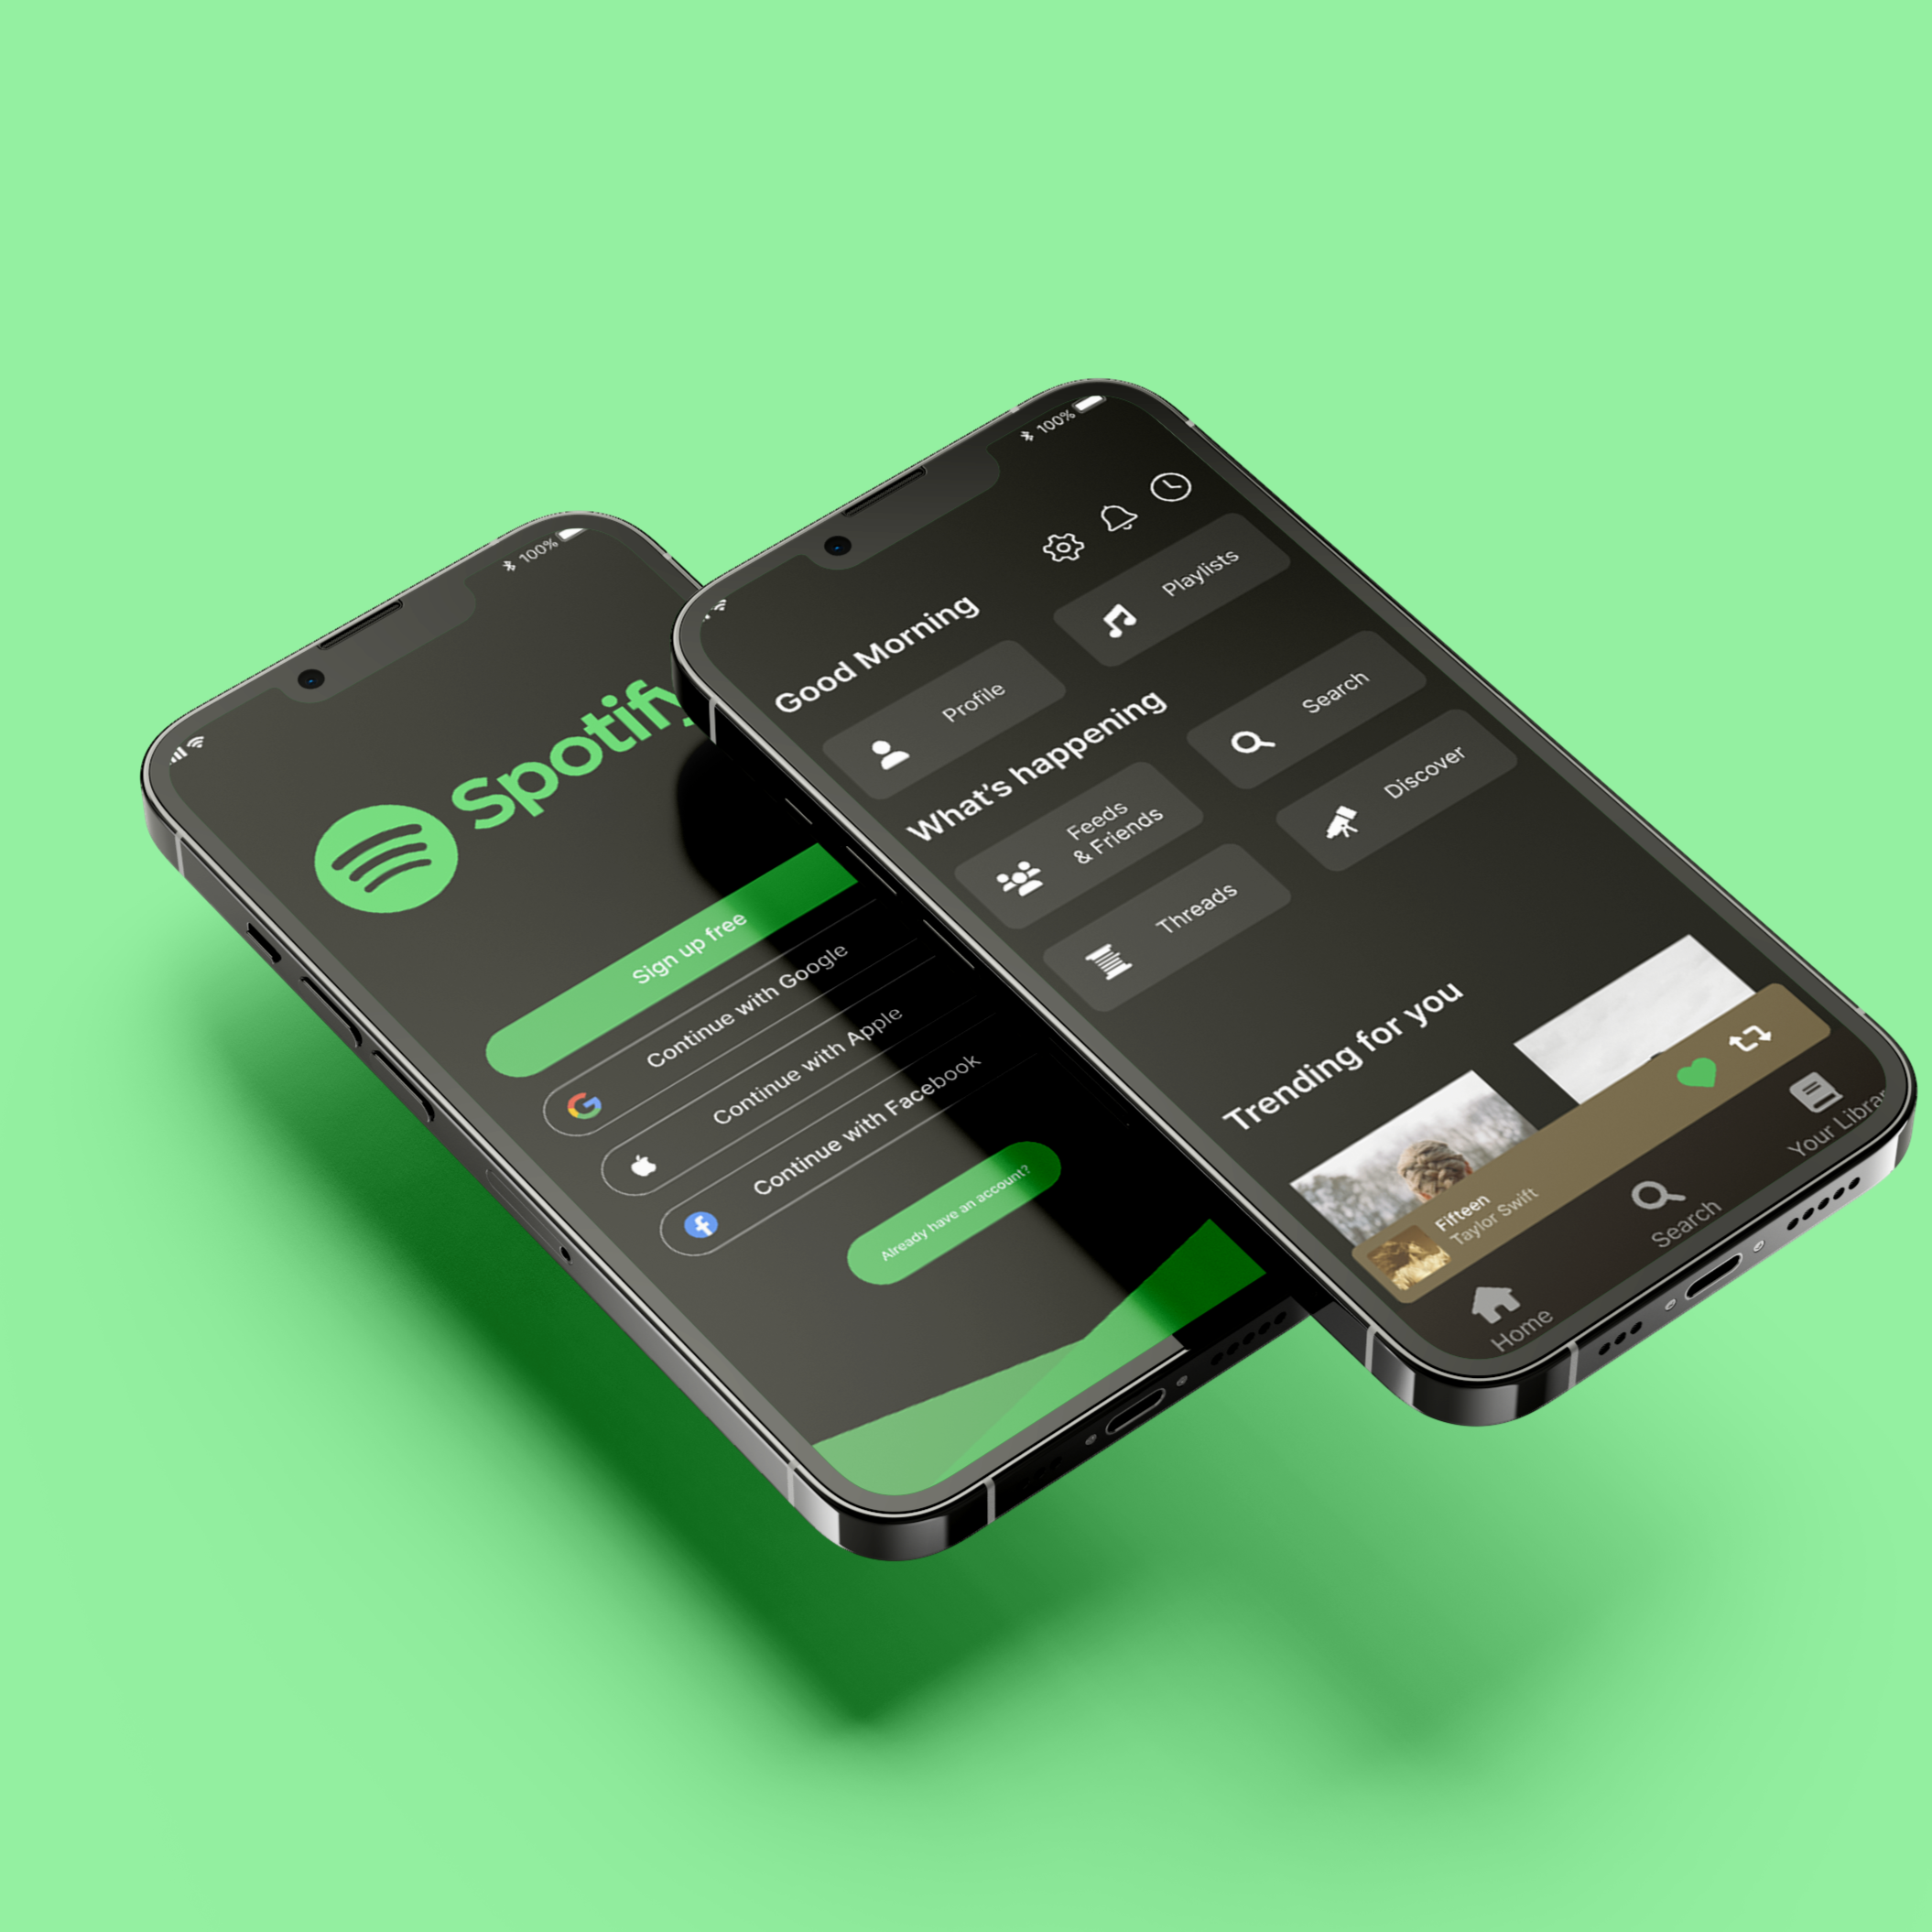 100%
Spotify
Sign up free
Continue with Google
Continue with Apple
Continue with Facebook
Already have an account?
100%
Good Morning
Profile
Playlists
What's happening
Feeds
& Friends
Search
Threads
Discover
Trending for you
Fifteen
Taylor Swift
Home
Search
Your Librar